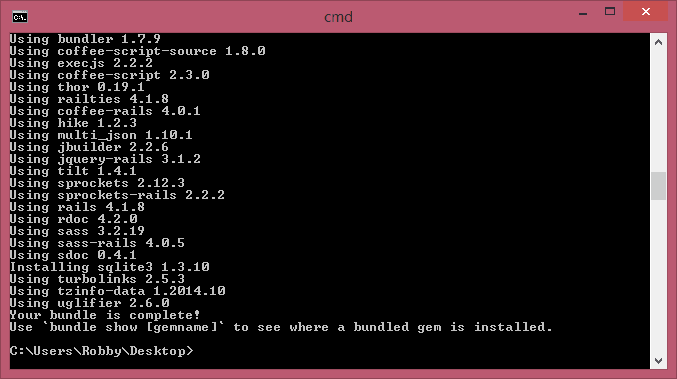 cmd
Using bundler 1.7.9
Using coffee-script-source 1.8.0
Using execjs 2.2.2
Using coffee-script 2.3.0
Using thor 0.19.1
Using railties 4.1.8
Using coffee-rails 4.0.1
Using hike 1.2.3
Using multi_json 1.10.1
Using jbuilder 2.2.6
Using jquery-rails 3.1.2
Using tilt 1.4.1
Using sprockets 2.12.3
Using sprockets-rails 2.2.2
Using rails 4.1.8
Using rdoc 4.2.0
Using sass 3.2.19
Using sass-rails 4.0.5
Using sdoc 0.4.1
Installing sqlite3 1.3.10
Using turbolinks 2.5.3
Using tzinfo-data 1.2014.10
Using uglifier 2.6.0
Your bundle is complete!
Use `bundle show [gemname]` to see where a bundled gem is installed.
C:\Users\Robby\Desktop>